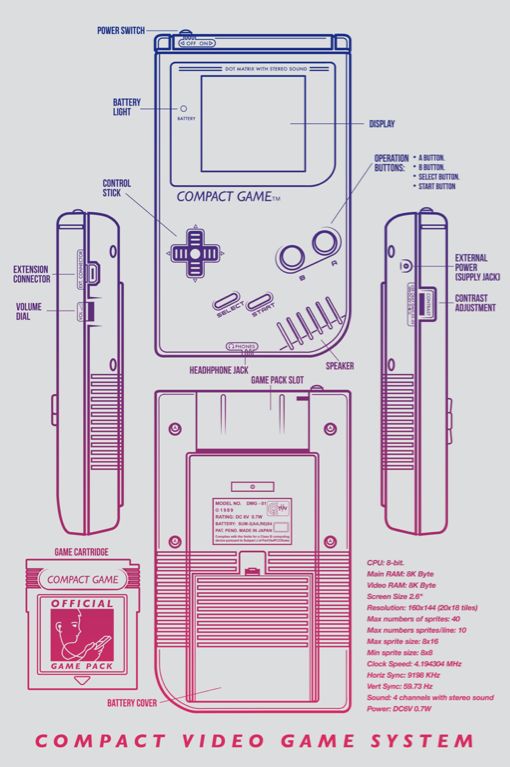 POWER SWITCH
◁ OFF ON▷
DOT MATRIX WITH STEREO SOUND
BATTERY
LIGHT
BATTERY
DISPLAY
OPERATION
BUTTONS:
• A BUTTON.
• B BUTTON.
• SELECT BUTTON.
• START BUTTON
CONTROL
STICK
COMPACT GAME™
B A
SELECT START
EXTENSION
CONNECTOR
EXT. CONNECTOR
VOLUME
DIAL
VOL
EXTERNAL
POWER
(SUPPLY JACK)
CONTRAST
ADJUSTMENT
CONTRAST
PHONES
HEADHPHONE JACK
SPEAKER
GAME PACK SLOT
MODEL NO. DMG - 01
©1989
RATING: DC 6V 0.7W
PAT. PEND. MADE IN JAPAN
GAME CARTRIDGE
COMPACT GAME
OFFICIAL
GAME PACK
BATTERY COVER
CPU: 8-bit.
Main RAM: 8K Byte
Video RAM: 8K Byte
Screen Size 2.6"
Resolution: 160x144 (20x18 tiles)
Max numbers of sprites: 40
Max numbers sprites/line: 10
Max sprite size: 8x16
Min sprite size: 8x8
Clock Speed: 4.194304 MHz
Horiz Sync: 9198 KHz
Vert Sync: 59.73 Hz
Sound: 4 channels with stereo sound
Power: DC6V 0.7W
COMPACT VIDEO GAME SYSTEM